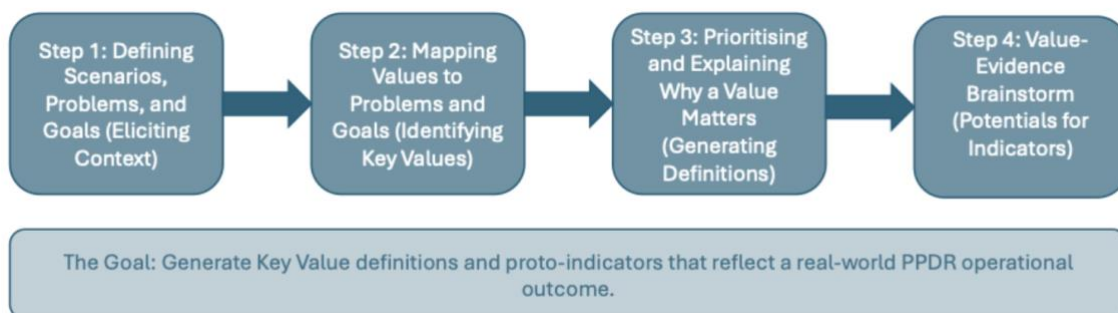 Step 1: Defining
Scenarios,
Problems, and
Goals (Eliciting
Context)
Step 2: Mapping
Values to
Problems and
Goals (Identifying
Key Values)
Step 3: Prioritising
and Explaining
Why a Value
Matters
(Generating
Definitions)
Step 4: Value-
Evidence
Brainstorm
(Potentials for
Indicators)
The Goal: Generate Key Value definitions and proto-indicators that reflect a real-world PPDR operational
outcome.